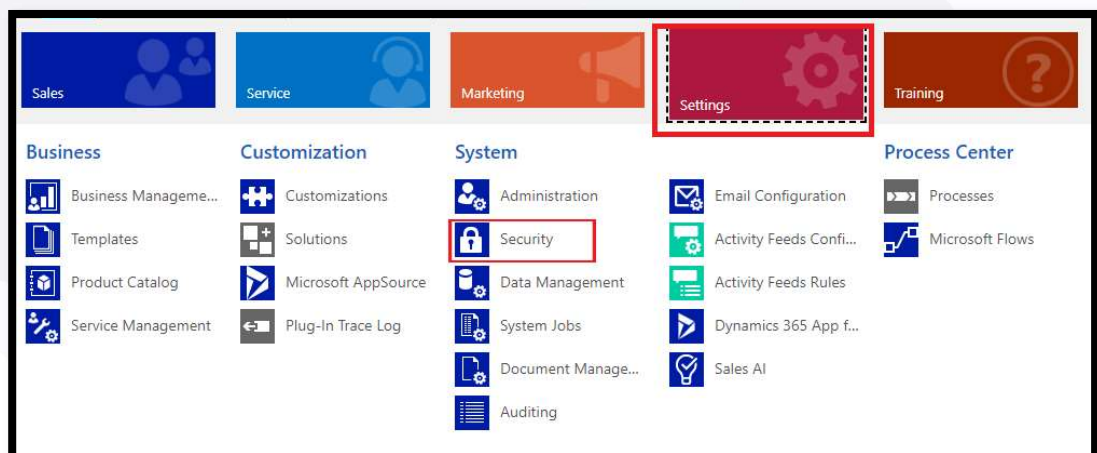 Sales
Service
Marketing
Settings
Training
?
Business
Business Manageme...
Templates
Product Catalog
Service Management
Customization
Customizations
Solutions
Microsoft AppSource
Plug-In Trace Log
System
Administration
Security
Data Management
System Jobs
Document Manage...
Auditing
Email Configuration
Activity Feeds Confi...
Activity Feeds Rules
Dynamics 365 App f...
Sales AI
Process Center
Processes
Microsoft Flows